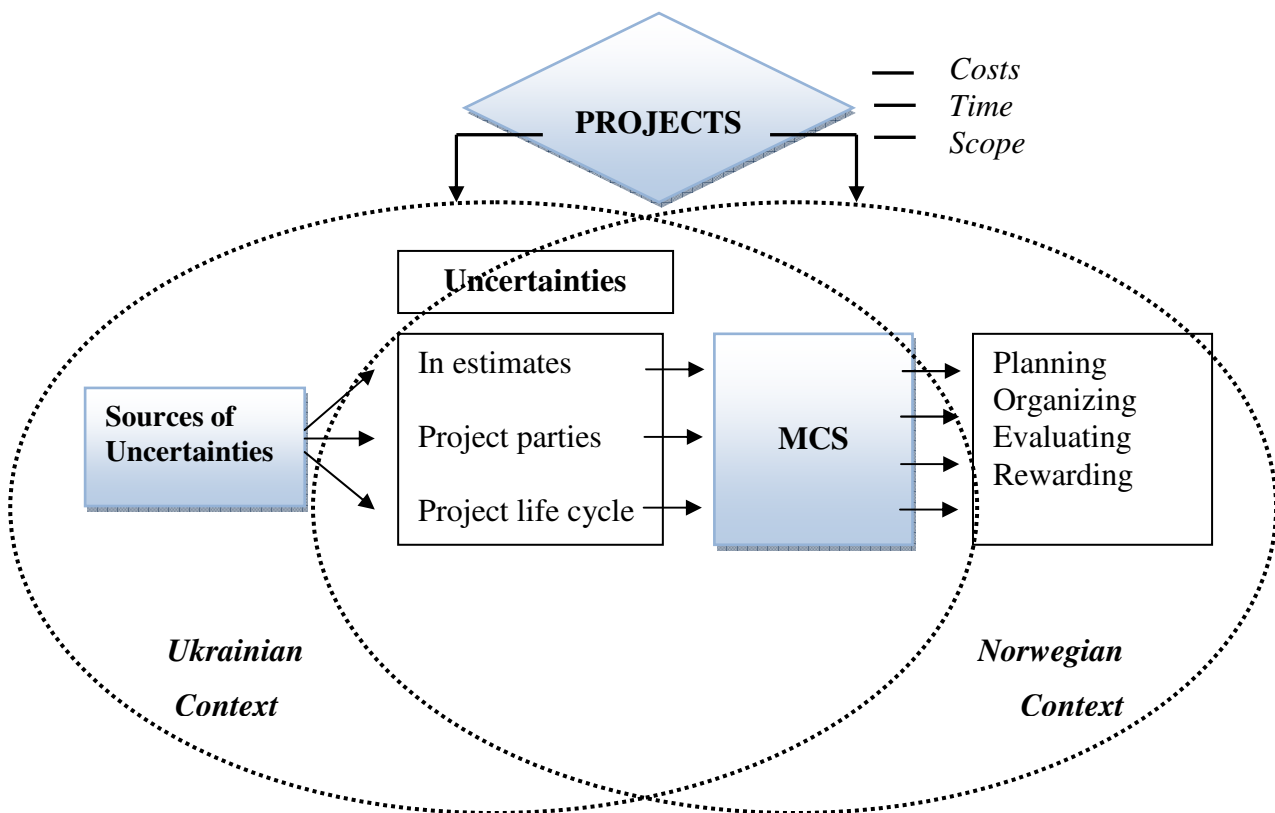 PROJECTS
Costs
Time
Scope
Uncertainties
Sources of
Uncertainties
In estimates
Project parties
Project life cycle
MCS
Planning
Organizing
Evaluating
Rewarding
Ukrainian
Context
Norwegian
Context